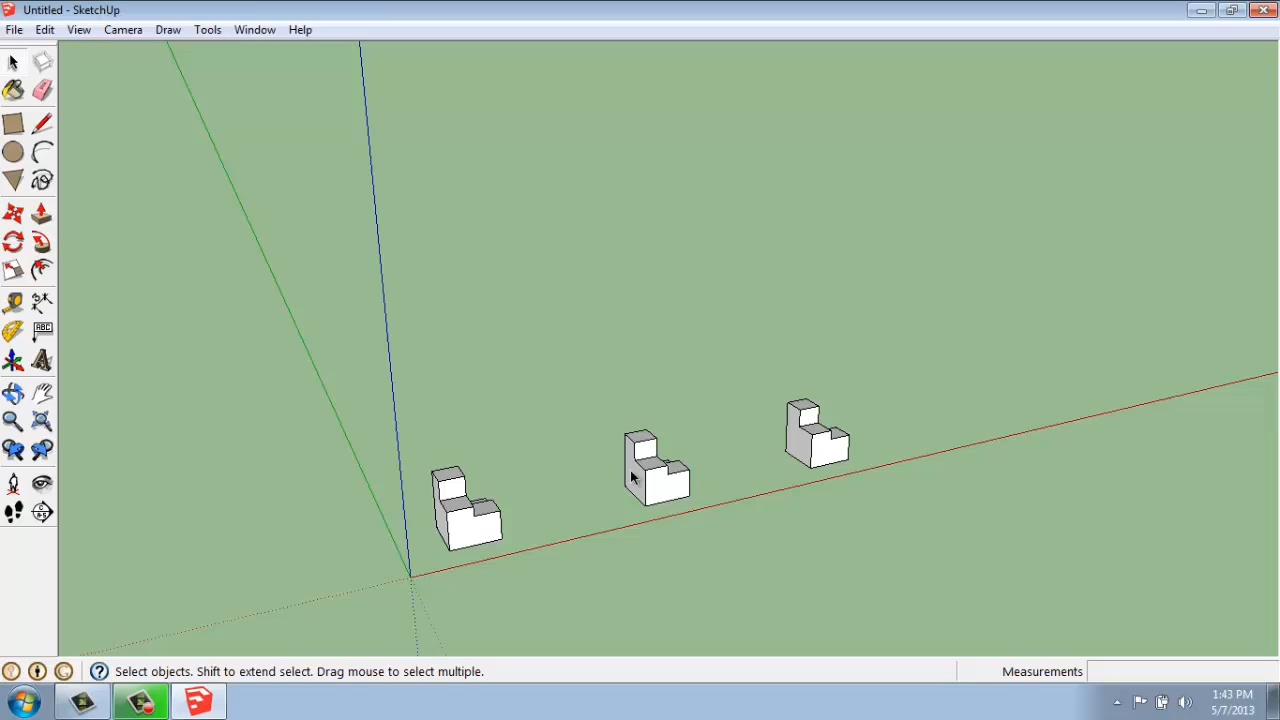 Untitled - SketchUp
File Edit View Camera Draw Tools Window Help
ABC
Select objects. Shift to extend select. Drag mouse to select multiple.
Measurements
1:43 PM
5/7/2013